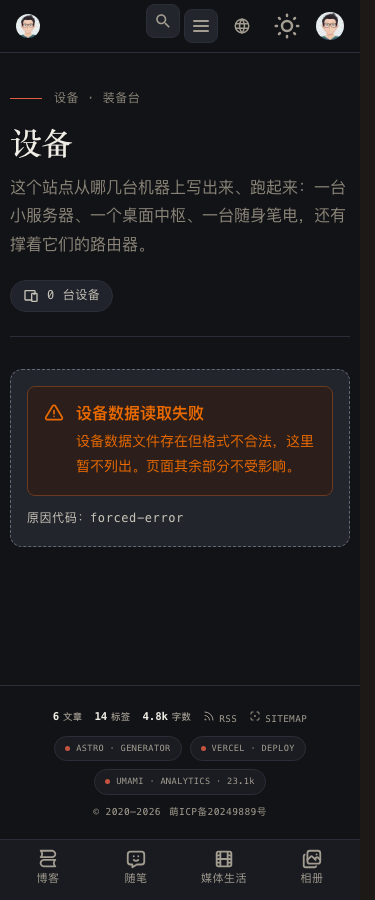 设备 · 装备台
设备
这个站点从哪几台机器上写出来、跑起来：一台
小服务器、一个桌面中枢、一台随身笔电，还有
撑着它们的路由器。
0 台设备
设备数据读取失败
设备数据文件存在但格式不合法，这里
暂不列出。页面其余部分不受影响。
原因代码：forced-error
6 文章 14 标签 4.8k 字数 RSS SITEMAP
ASTRO · GENERATOR VERCEL · DEPLOY
UMAMI · ANALYTICS · 23.1k
© 2020—2026 萌ICP备20249889号
博客 随笔 媒体生活 相册